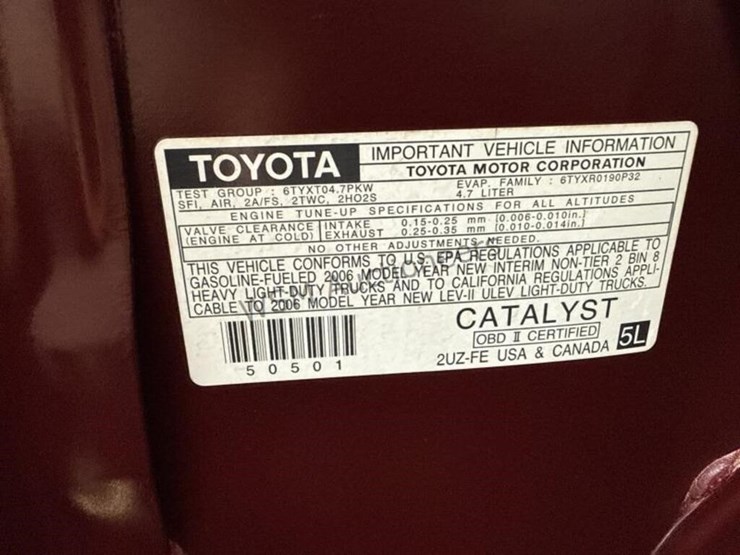 TOYOTA
IMPORTANT VEHICLE INFORMATION
TOYOTA MOTOR CORPORATION
TEST GROUP : 6TYXT04.7PKW
EVAP. FAMILY : 6TYXR0190P32
SFI, AIR, 2A/FS, 2TWC, 2HO2S
4.7 LITER
ENGINE TUNE-UP SPECIFICATIONS FOR ALL ALTITUDES
VALVE CLEARANCE INTAKE 0.15-0.25 mm (0.006-0.010in.)
(ENGINE AT COLD) EXHAUST 0.25-0.35 mm (0.010-0.014in.)
NO OTHER ADJUSTMENTS NEEDED.
THIS VEHICLE CONFORMS TO U.S. EPA REGULATIONS APPLICABLE TO
GASOLINE-FUELED 2006 MODEL YEAR NEW INTERIM NON-TIER 2 BIN 8
HEAVY LIGHT-DUTY TRUCKS AND TO CALIFORNIA REGULATIONS APPLI-
CABLE TO 2006 MODEL YEAR NEW LEV-II ULEV LIGHT-DUTY TRUCKS.
CATALYST
OBD II CERTIFIED
5L
2UZ-FE USA & CANADA
50501